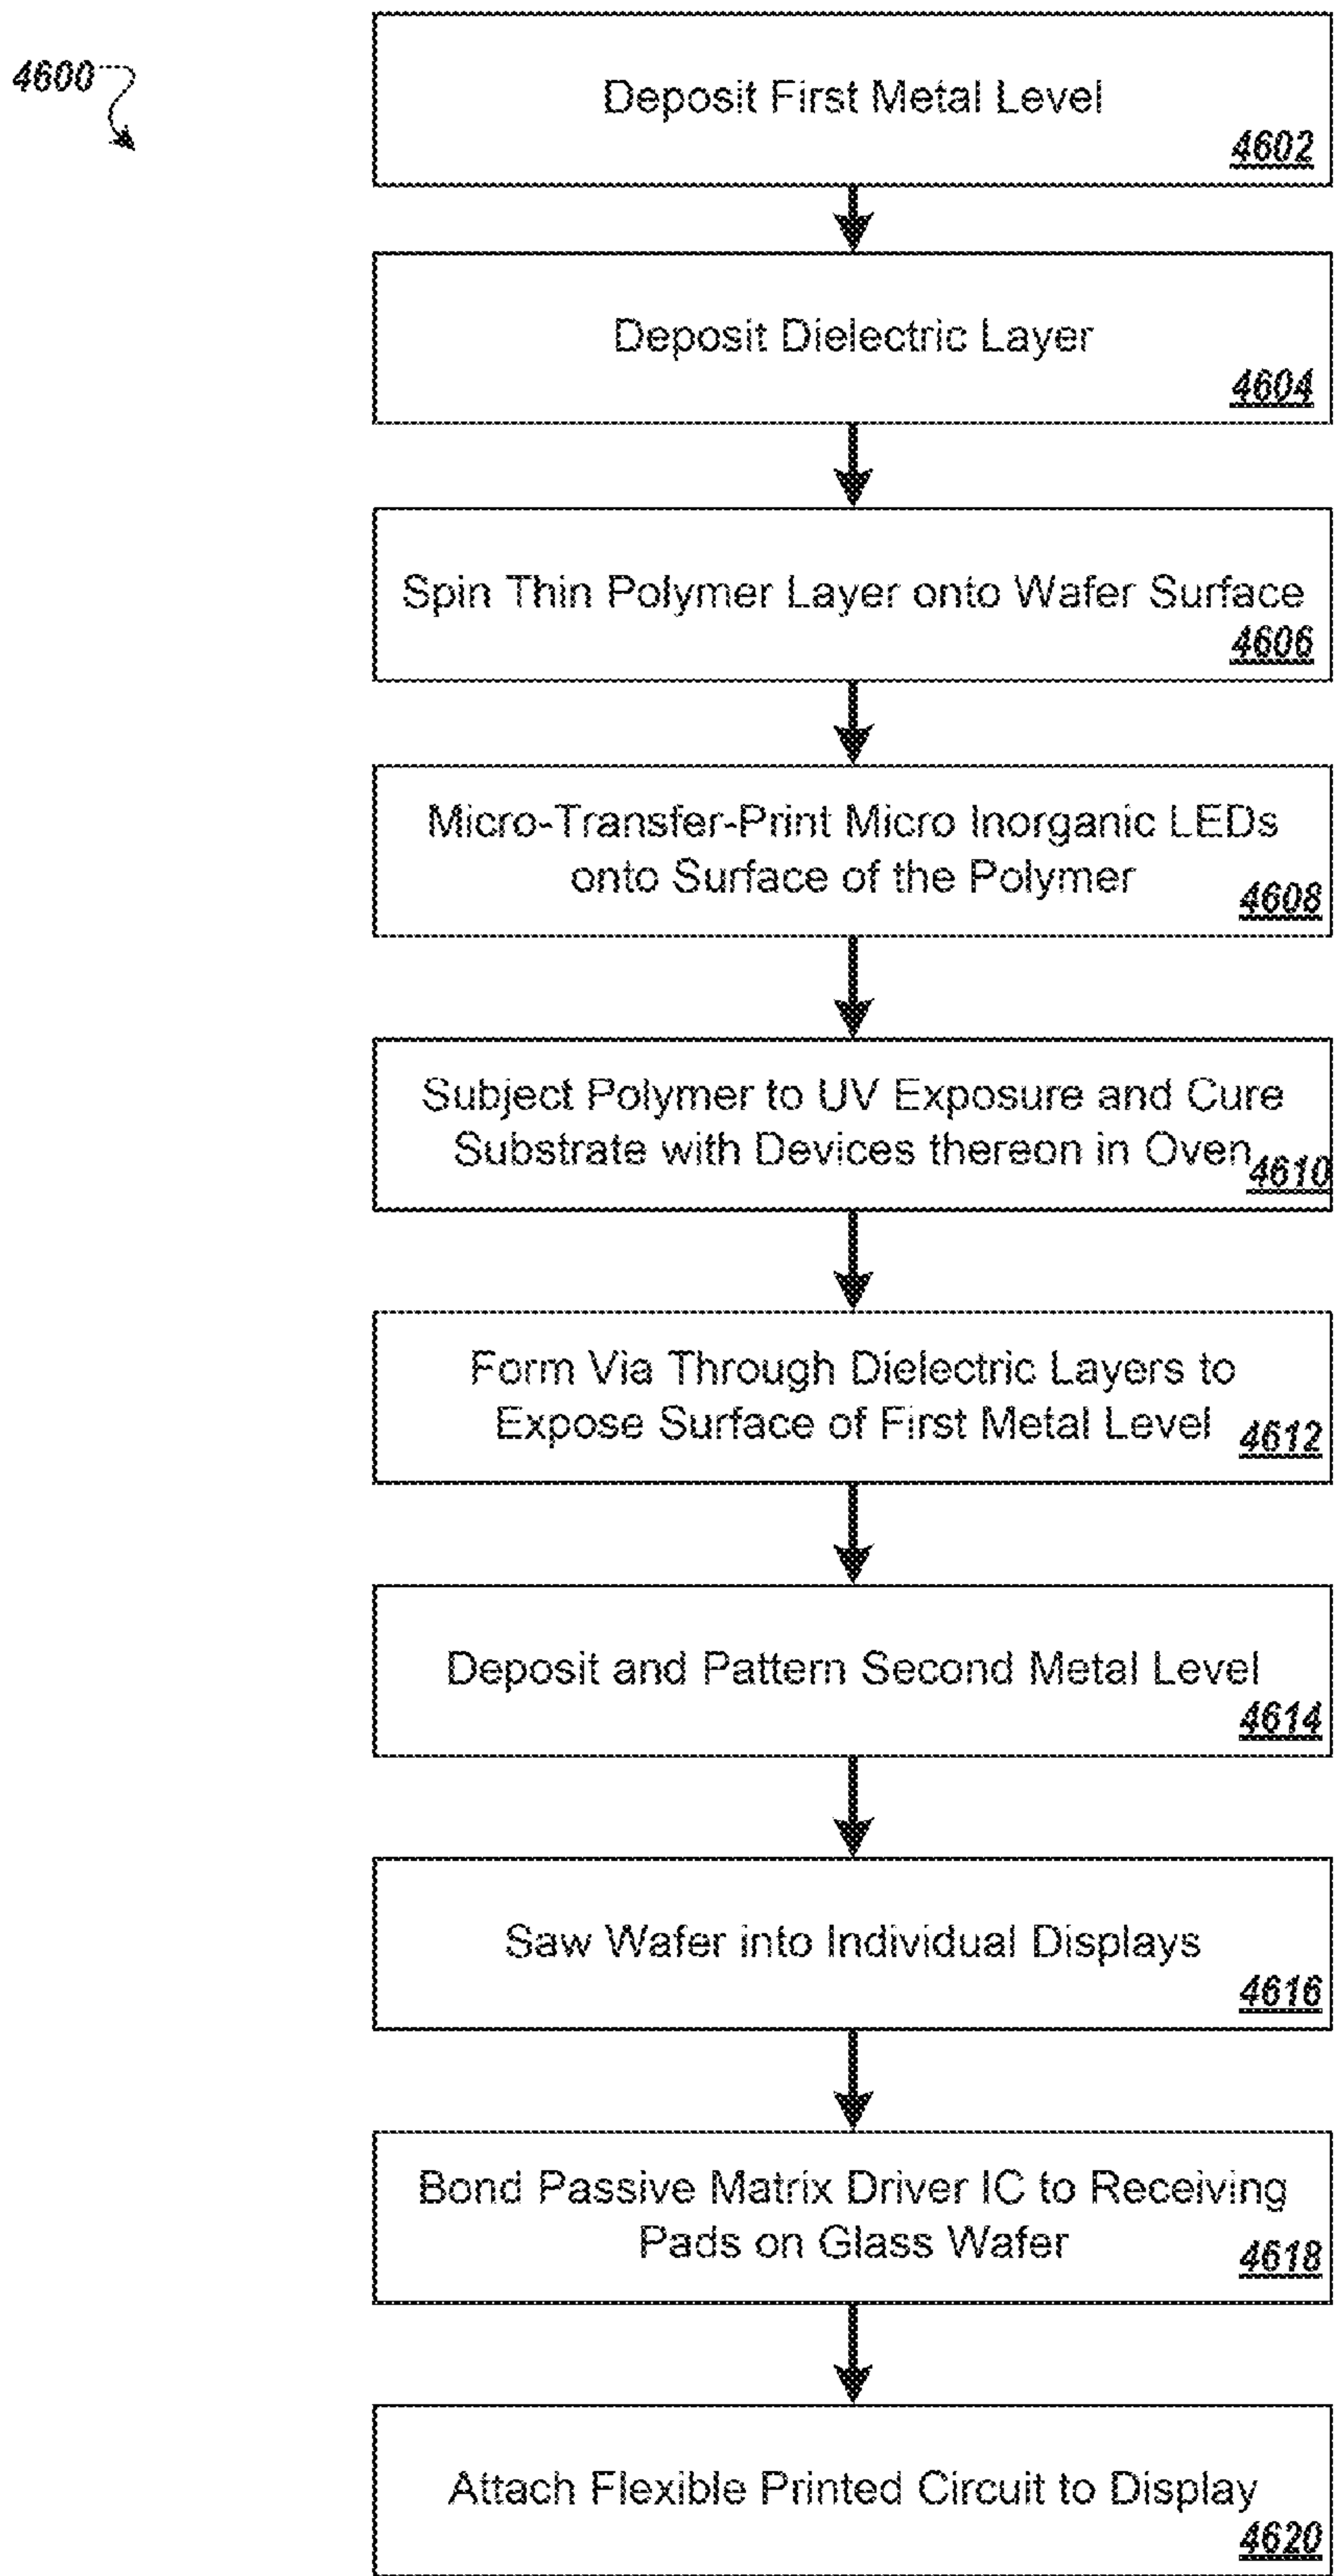 4600
Deposit First Metal Level
4602
Deposit Dielectric Layer
4604
Spin Thin Polymer Layer onto Wafer Surface
4606
Micro-Transfer-Print Micro Inorganic LEDs
onto Surface of the Polymer
4608
Subject Polymer to UV Exposure and Cure
Substrate with Devices thereon in Oven
4610
Form Via Through Dielectric Layers to
Expose Surface of First Metal Level
4612
Deposit and Pattern Second Metal Level
4614
Saw Wafer into Individual Displays
4616
Bond Passive Matrix Driver IC to Receiving
Pads on Glass Wafer
4618
Attach Flexible Printed Circuit to Display
4620